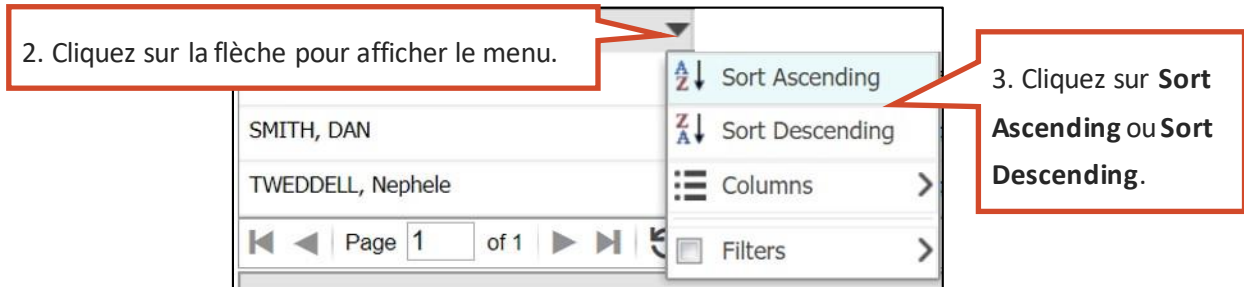 2. Cliquez sur la flèche pour afficher le menu.
Sort Ascending
3. Cliquez sur Sort
Ascending ou Sort
Descending.
SMITH, DAN
Sort Descending
TWEDDELL, Nephele
Columns
Page 1 of 1
Filters